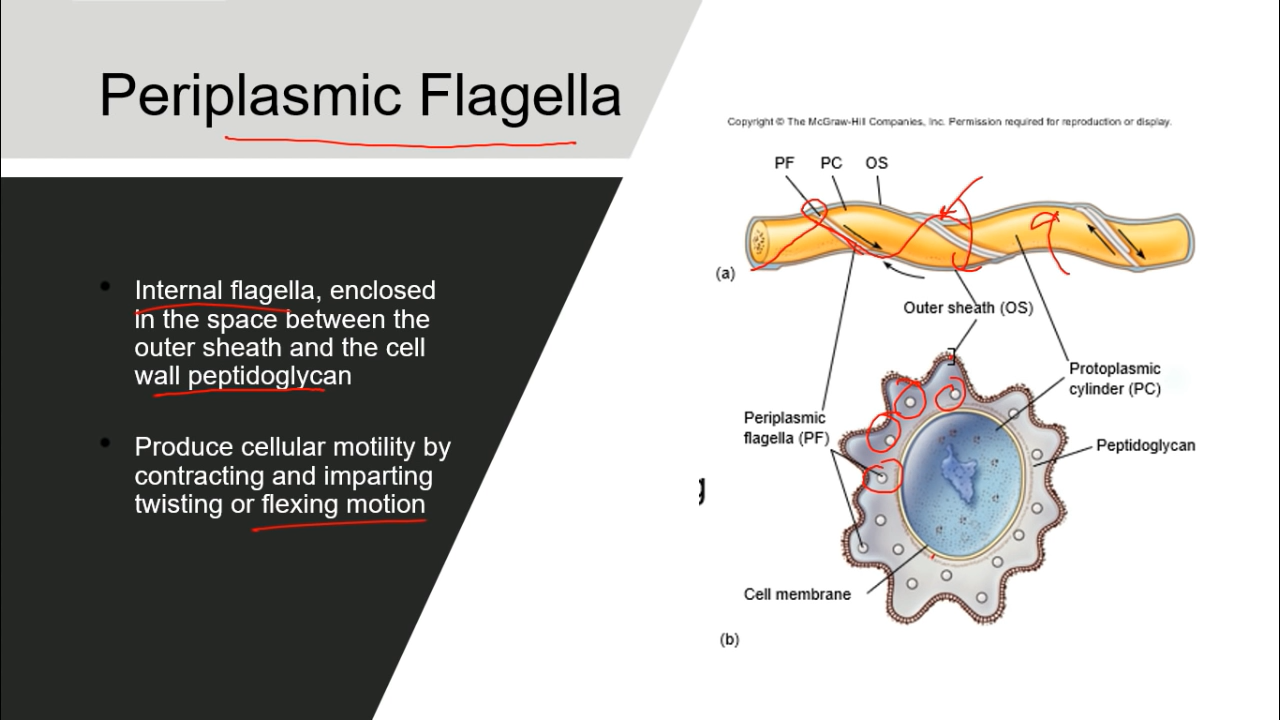 Periplasmic Flagella
Copyright © The McGraw-Hill Companies, Inc. Permission required for reproduction or display.
PF PC OS
(a)
Outer sheath (OS)
Protoplasmic
cylinder (PC)
Periplasmic
flagella (PF)
Peptidoglycan
Cell membrane
(b)
• Internal flagella, enclosed
in the space between the
outer sheath and the cell
wall peptidoglycan
• Produce cellular motility by
contracting and imparting
twisting or flexing motion
g